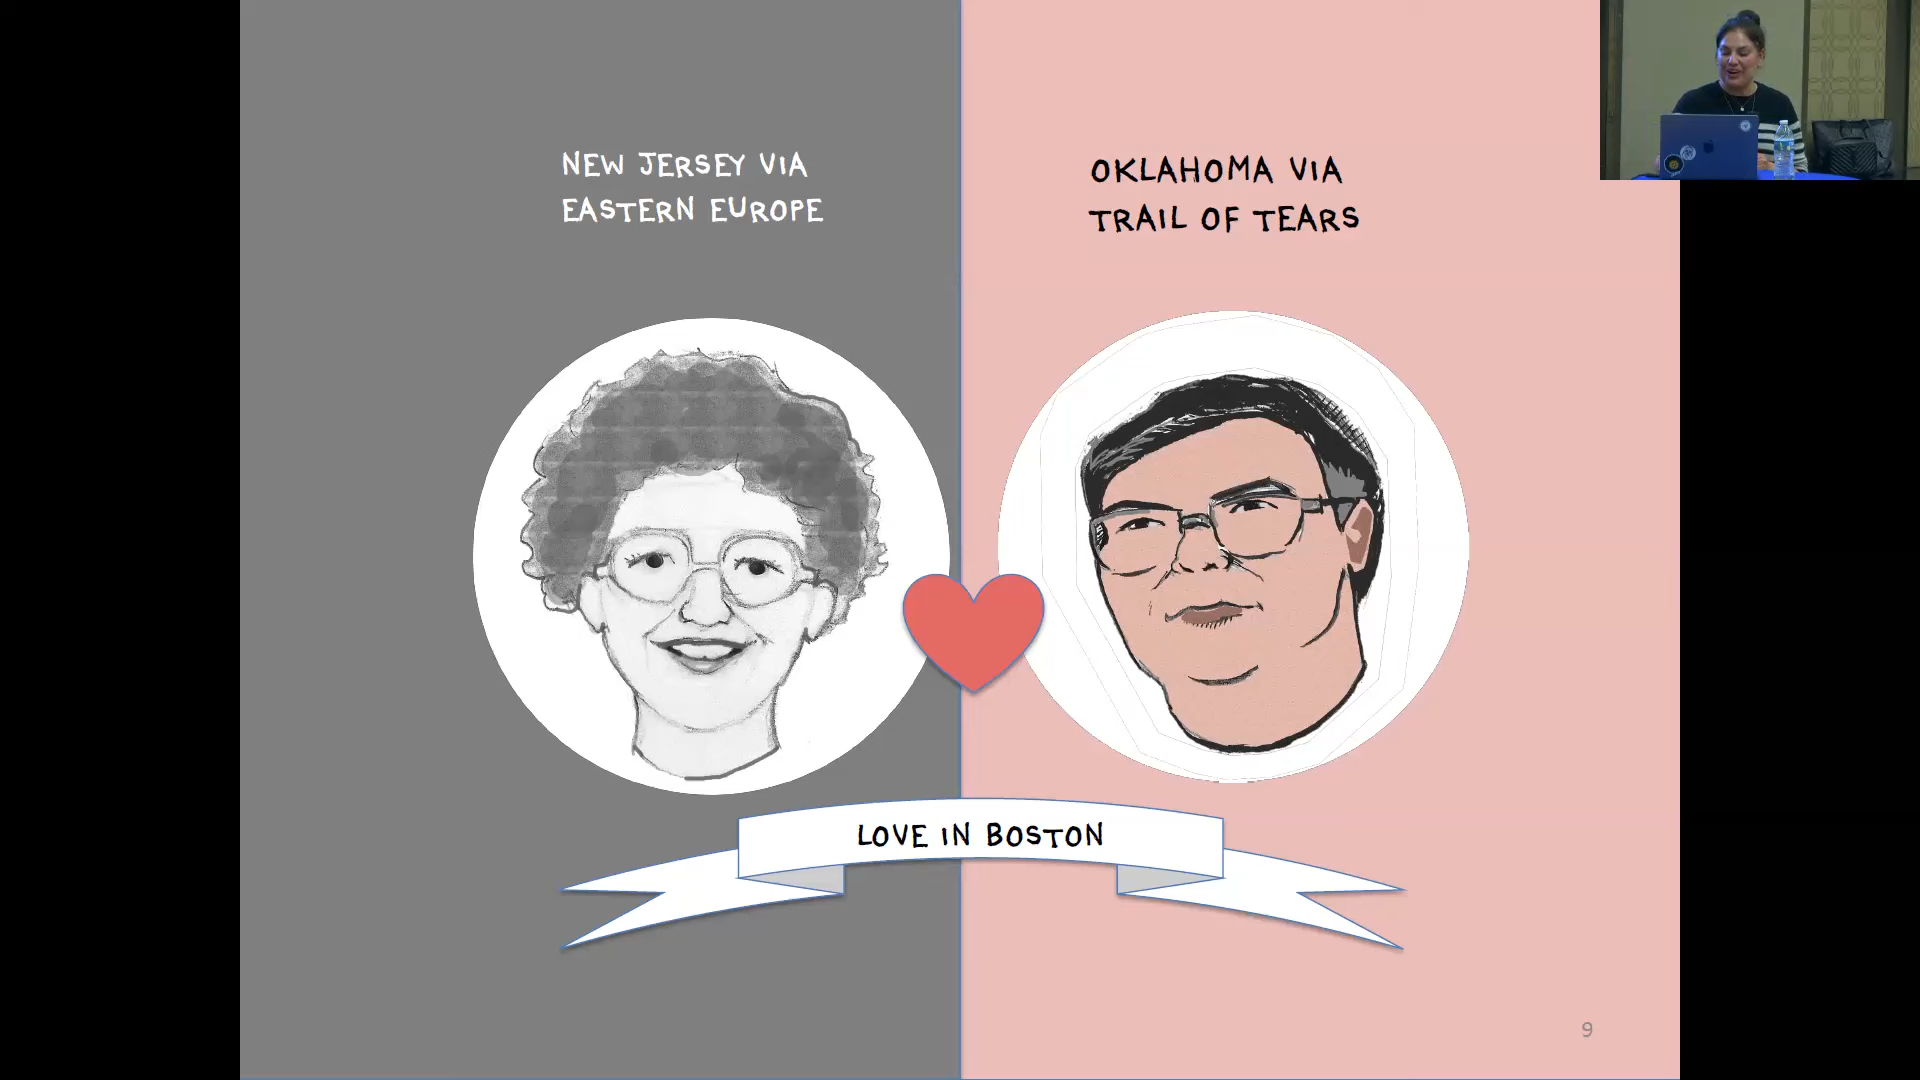 NEW JERSEY VIA
EASTERN EUROPE
OKLAHOMA VIA
TRAIL OF TEARS
LOVE IN BOSTON
9